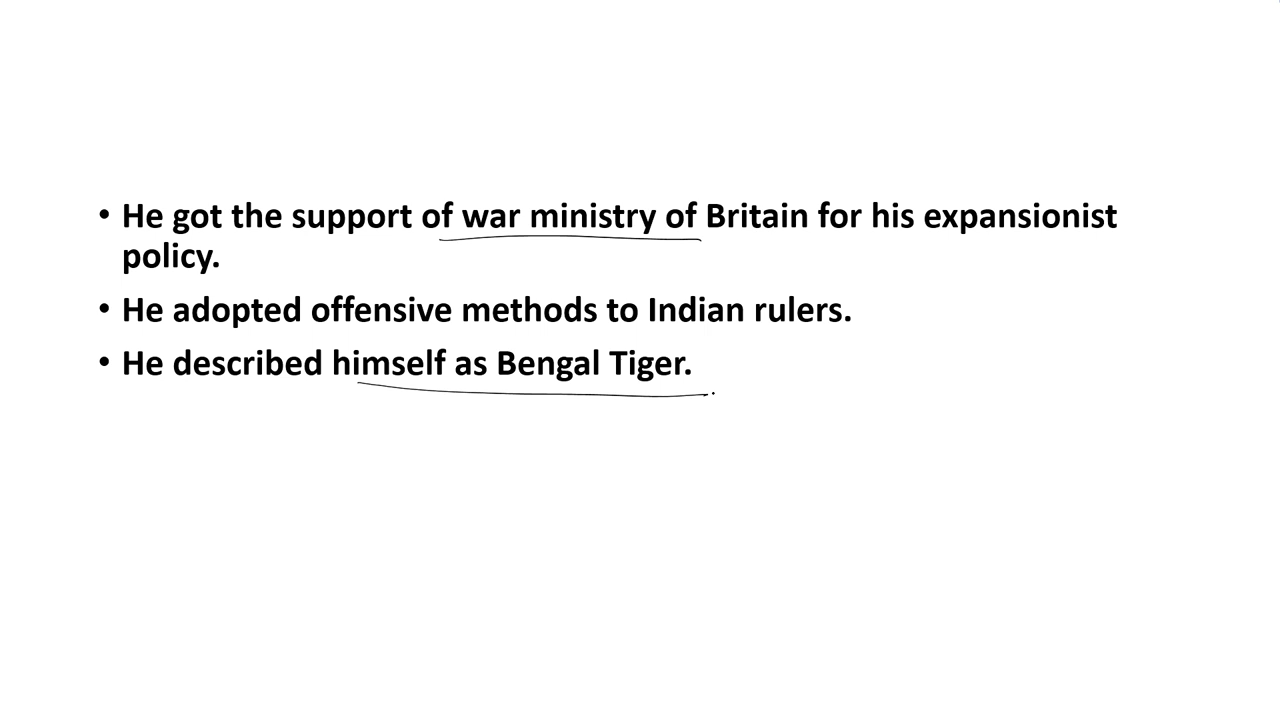 • He got the support of war ministry of Britain for his expansionist
policy.
• He adopted offensive methods to Indian rulers.
• He described himself as Bengal Tiger.